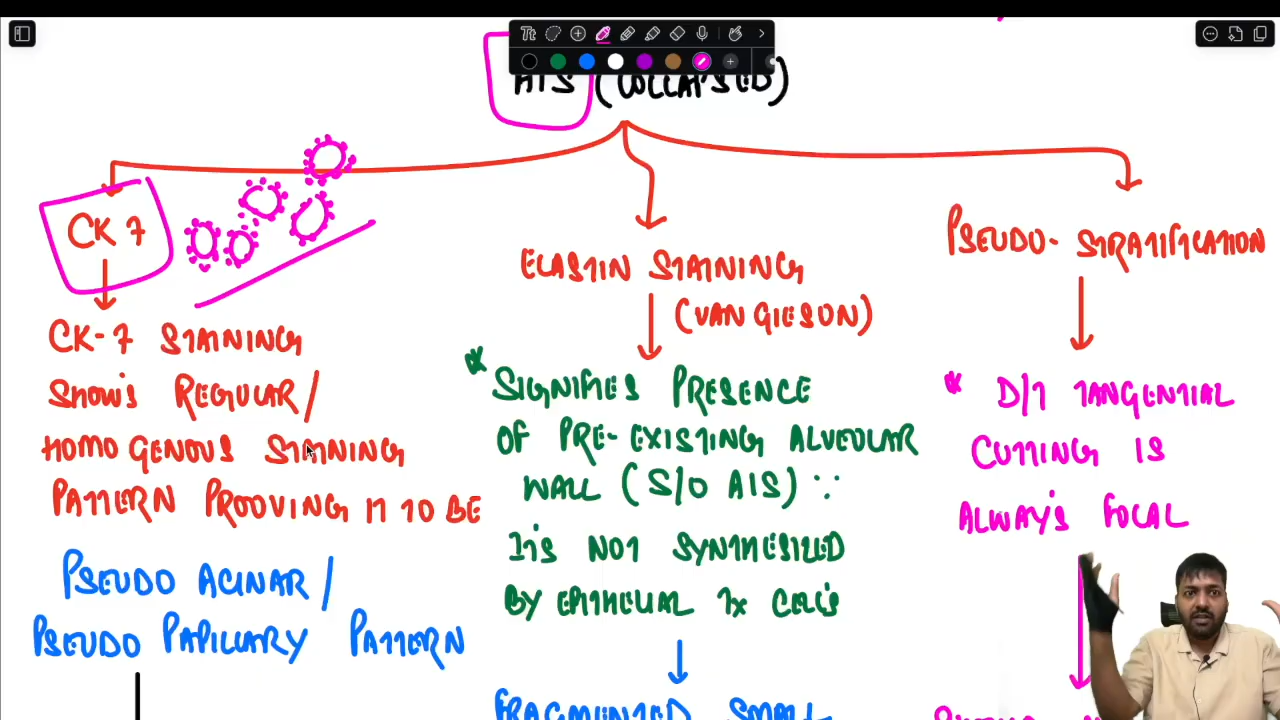 Tt
AIS (COLLAPSED)
CK 7
CK-7 STAINING
SHOWS REGULAR/
HOMOGENOUS STAINING
PATTERN PROOVING IT TO BE
PSEUDO ACINAR/
PSEUDO PAPILLARY PATTERN
ELASTIN STAINING
(VAN GIESON)
* SIGNIFIES PRESENCE
OF PRE-EXISTING ALVEOLAR
WALL (S/O AIS) ∵
IT'S NOT SYNTHESIZED
BY EPITHELIAL Tx CELLS
FRAGMENTED SMALL
PSEUDO-STRATIFICATION
* D/T TANGENTIAL
CUTTING IS
ALWAYS FOCAL